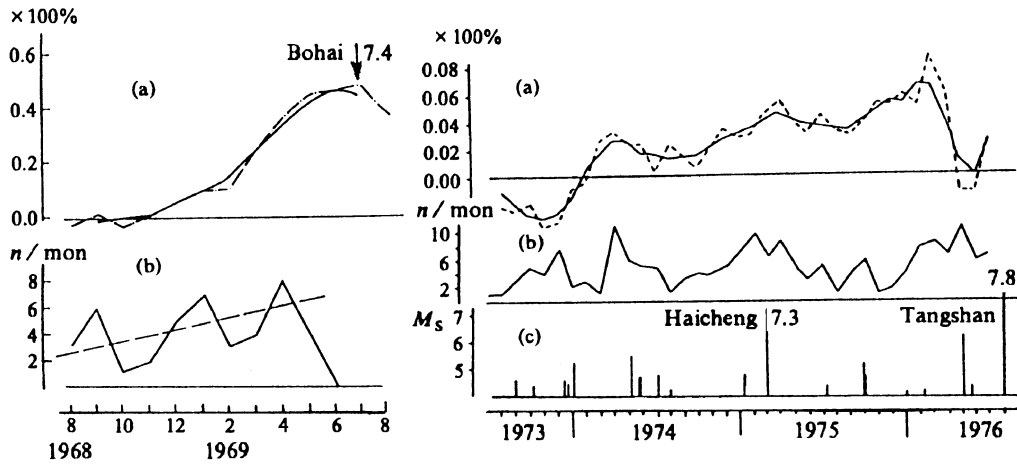 × 100%
0.6
0.4
0.2
0.0
(a)
Bohai 7.4
n / mon
8
6
4
2
(b)
8 10 12 2 4 6 8
1968 1969
× 100%
0.08
0.06
0.04
0.02
0.00
(a)
n / mon
10
6
2
(b)
7.8
Ms
7
6
5
(c)
Haicheng 7.3
Tangshan
1973 1974 1975 1976